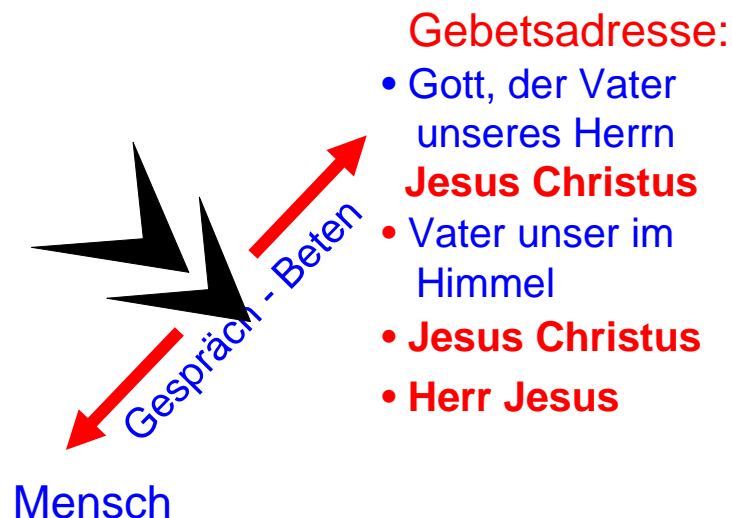 Gebetsadresse:
• Gott, der Vater
unseres Herrn
Jesus Christus
• Vater unser im
Himmel
• Jesus Christus
• Herr Jesus
Gespräch - Beten
Mensch